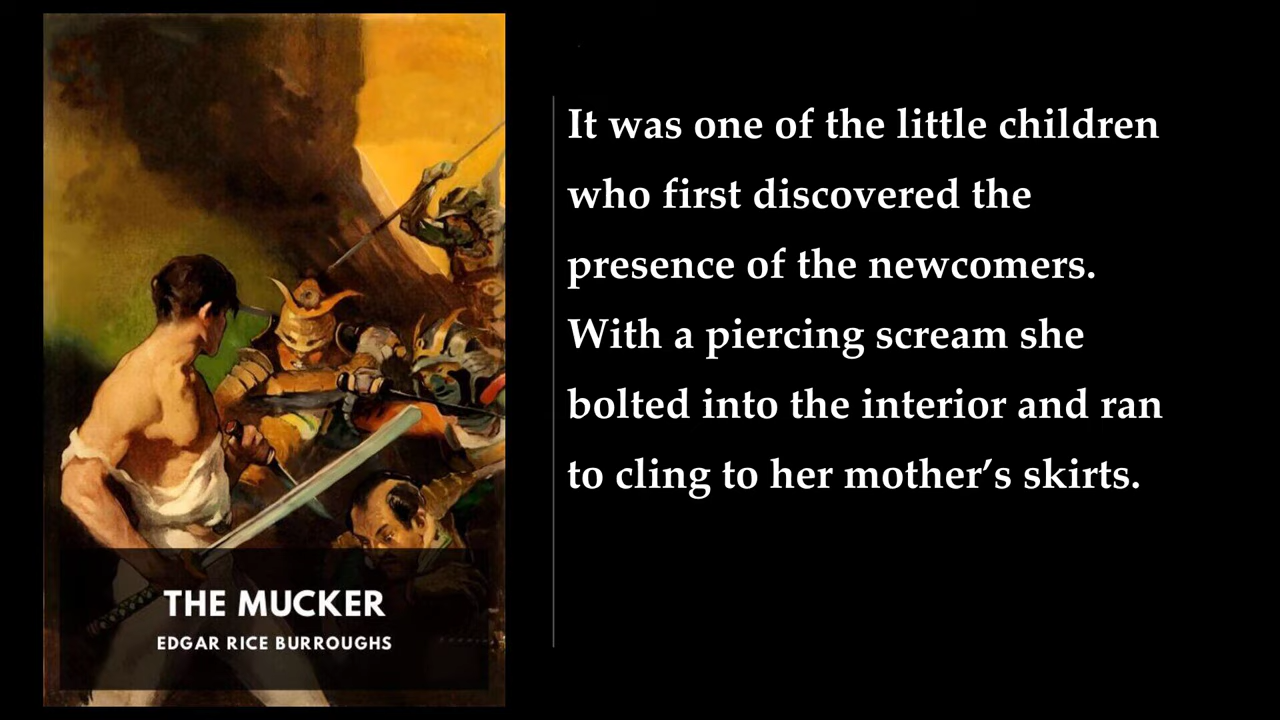 It was one of the little children
who first discovered the
presence of the newcomers.
With a piercing scream she
bolted into the interior and ran
to cling to her mother’s skirts.
THE MUCKER
EDGAR RICE BURROUGHS